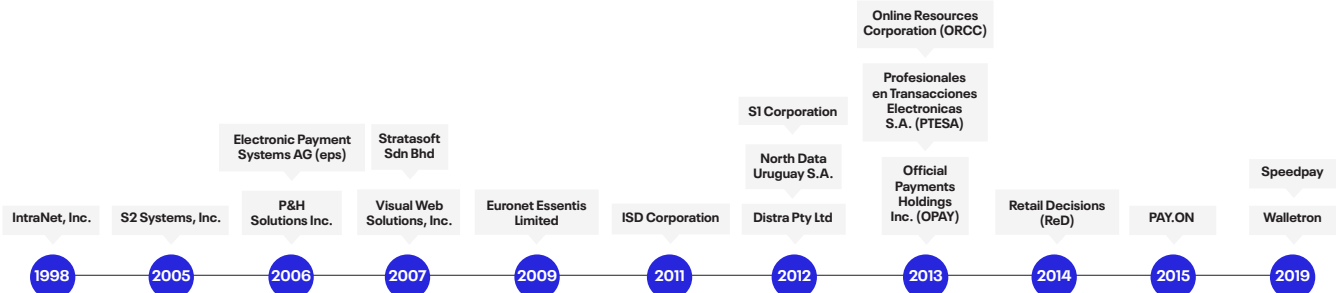 IntraNet, Inc.
1998
S2 Systems, Inc.
2005
Electronic Payment
Systems AG (eps)
P&H
Solutions Inc.
2006
Stratasoft
Sdn Bhd
Visual Web
Solutions, Inc.
2007
Euronet Essentis
Limited
2009
ISD Corporation
2011
S1 Corporation
North Data
Uruguay S.A.
Distra Pty Ltd
2012
Online Resources
Corporation (ORCC)
Profesionales
en Transacciones
Electronicas
S.A. (PTESA)
Official
Payments
Holdings
Inc. (OPAY)
2013
Retail Decisions
(ReD)
2014
PAY.ON
2015
Speedpay
Walletron
2019